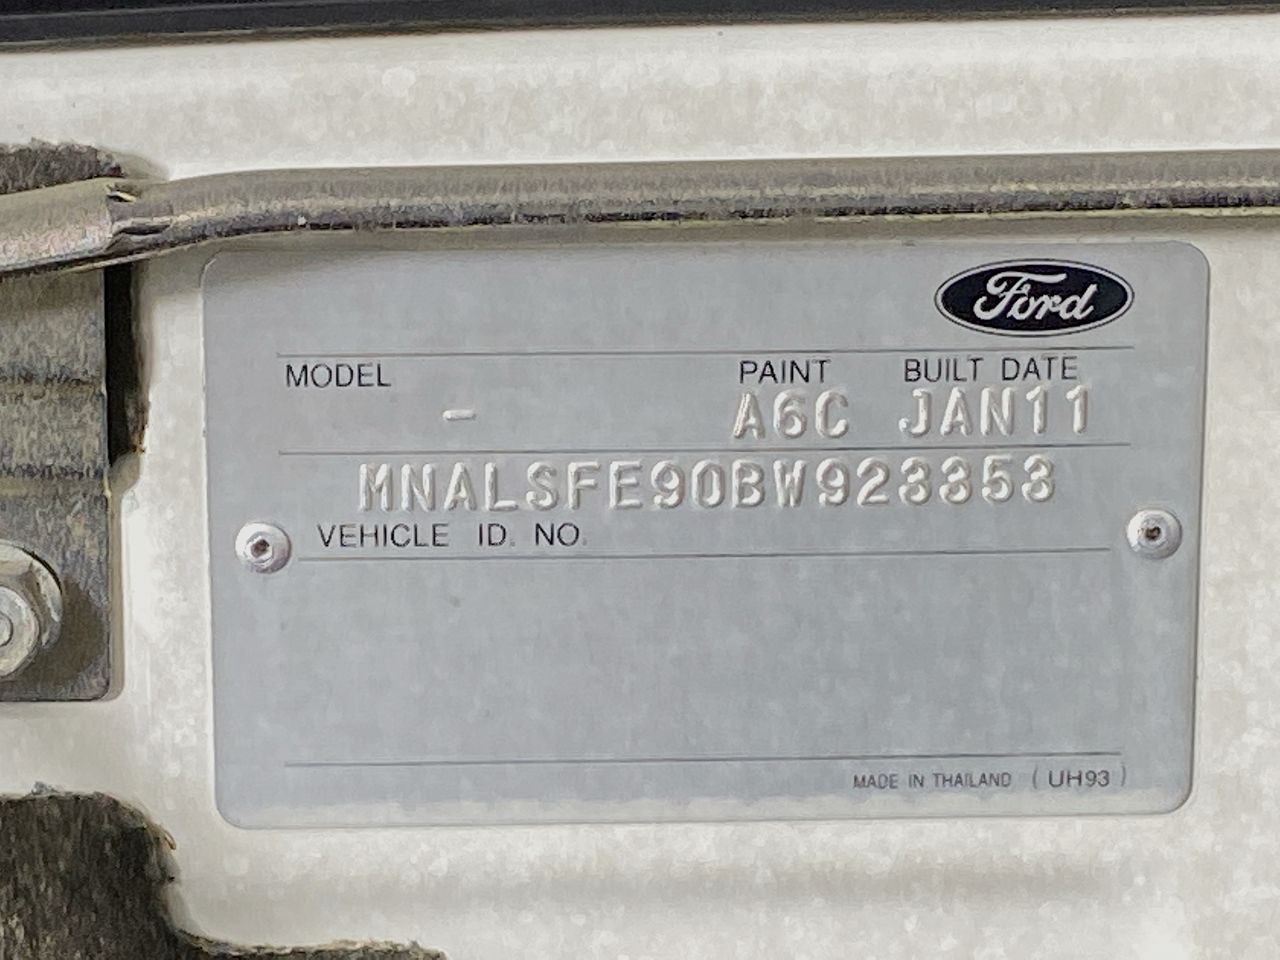 Ford
MODEL PAINT BUILT DATE
- A6C JAN11
MNALSFE90BW923353
VEHICLE ID. NO.
MADE IN THAILAND (UH93)